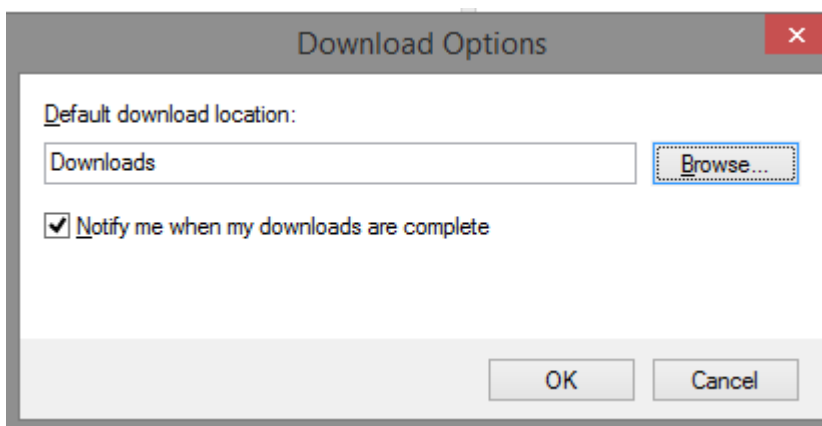 Download Options
Default download location:
Downloads
Browse...
Notify me when my downloads are complete
OK
Cancel